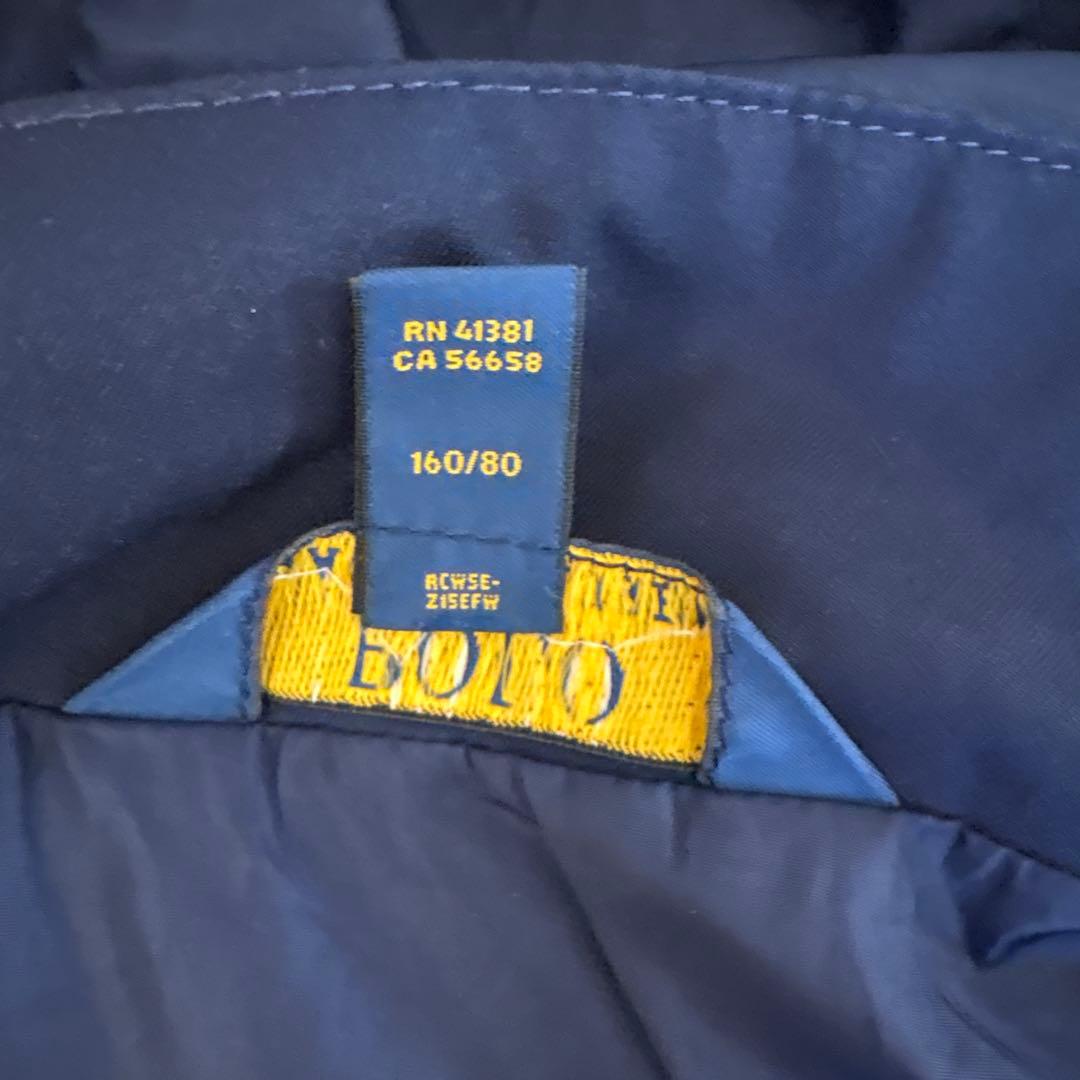 RN 41381
CA 56658
160/80
RCWSE-
Z15EFW
POLO